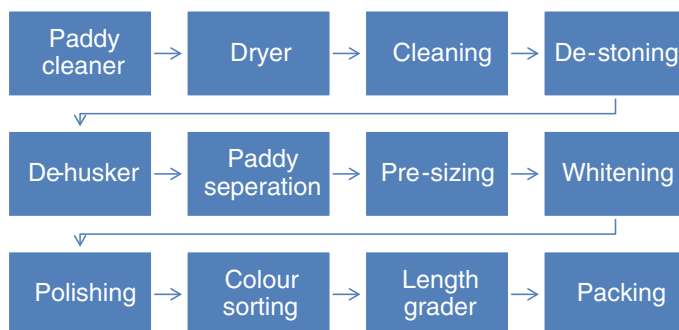 Paddy
cleaner
Dryer
Cleaning
De-stoning
De-husker
Paddy
seperation
Pre-sizing
Whitening
Polishing
Colour
sorting
Length
grader
Packing